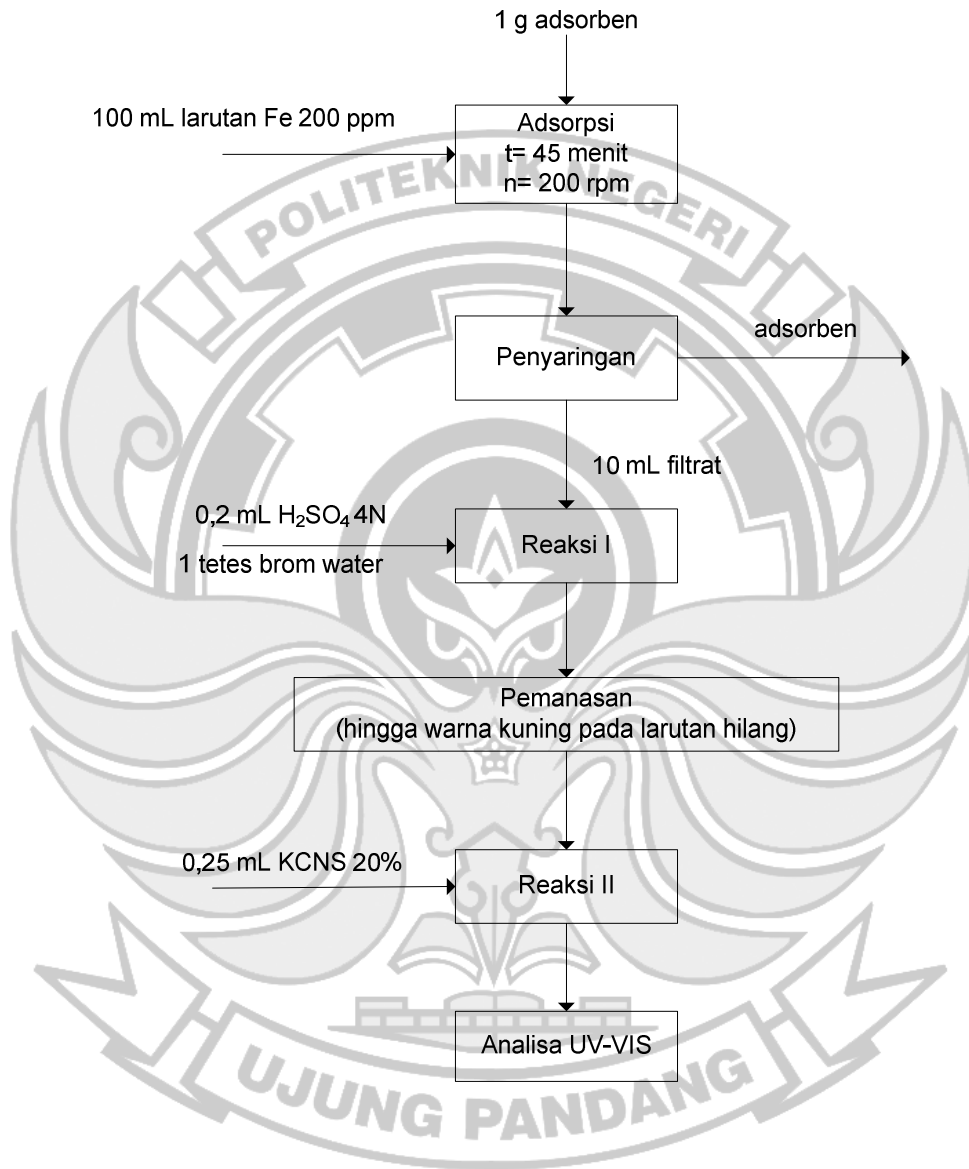 1 g adsorben
100 mL larutan Fe 200 ppm
Adsorpsi
t= 45 menit
n= 200 rpm
POLITEKNIK NEGERI
Penyaringan
adsorben
10 mL filtrat
0,2 mL H₂SO₄ 4N
1 tetes brom water
Reaksi I
Pemanasan
(hingga warna kuning pada larutan hilang)
0,25 mL KCNS 20%
Reaksi II
Analisa UV-VIS
UJUNG PANDANG